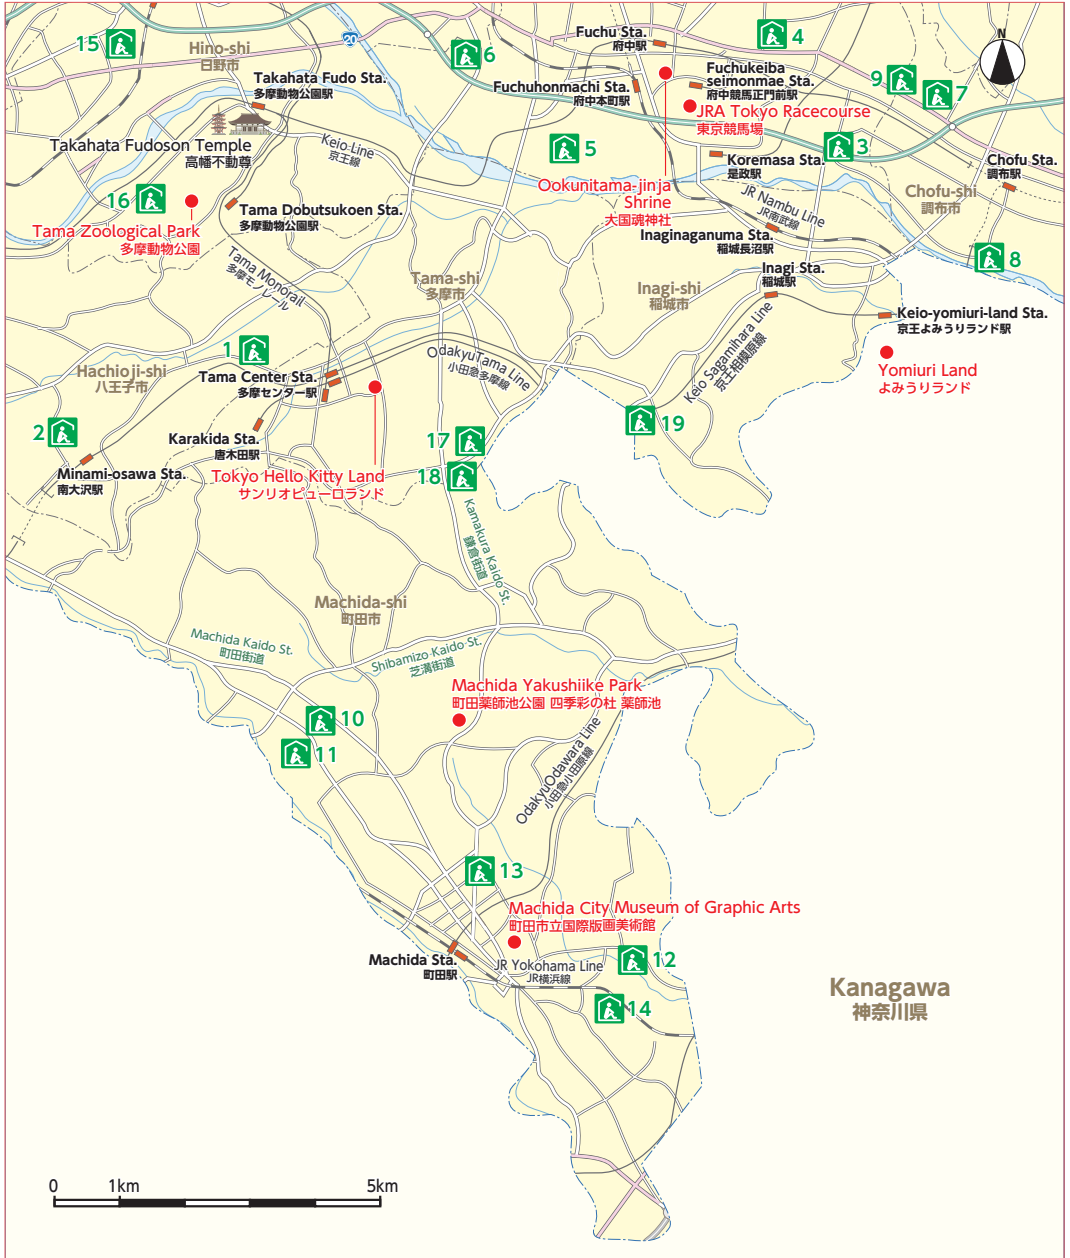 15
Hino-shi
日野市
20
6
Fuchu Sta.
府中駅
4
N
Takahata Fudo Sta.
多摩動物公園駅
Fuchuhonmachi Sta.
府中本町駅
Fuchukeiba
seimonmae Sta.
府中競馬正門前駅
9
7
JRA Tokyo Racecourse
東京競馬場
Takahata Fudoson Temple
高幡不動尊
Keio Line
京王線
5
3
Koremasa Sta.
是政駅
Chofu Sta.
調布駅
16
Ookunitama-jinja
Shrine
大国魂神社
JR Nambu Line
JR南武線
Chofu-shi
調布市
Tama Dobutsukoen Sta.
多摩動物公園駅
Tama Zoological Park
多摩動物公園
Inaginaganuma Sta.
稲城長沼駅
8
Tama Monorail
多摩モノレール
Tama-shi
多摩市
Inagi-shi
稲城市
Inagi Sta.
稲城駅
Keio-yomiuri-land Sta.
京王よみうりランド駅
1
OdakyuTama Line
小田急多摩線
Keio Sagamihara Line
京王相模原線
Yomiuri Land
よみうりランド
Hachioji-shi
八王子市
Tama Center Sta.
多摩センター駅
2
Karakida Sta.
唐木田駅
17
19
Minami-osawa Sta.
南大沢駅
Tokyo Hello Kitty Land
サンリオピューロランド
18
Kamakura Kaido St.
鎌倉街道
Machida-shi
町田市
Machida Kaido St.
町田街道
Shibamizo Kaido St.
芝溝街道
Machida Yakushiike Park
町田薬師池公園 四季彩の杜 薬師池
10
11
OdakyuOdawara Line
小田急小田原線
13
Machida City Museum of Graphic Arts
町田市立国際版画美術館
Machida Sta.
町田駅
JR Yokohama Line
JR横浜線
12
14
Kanagawa
神奈川県
0 1km 5km